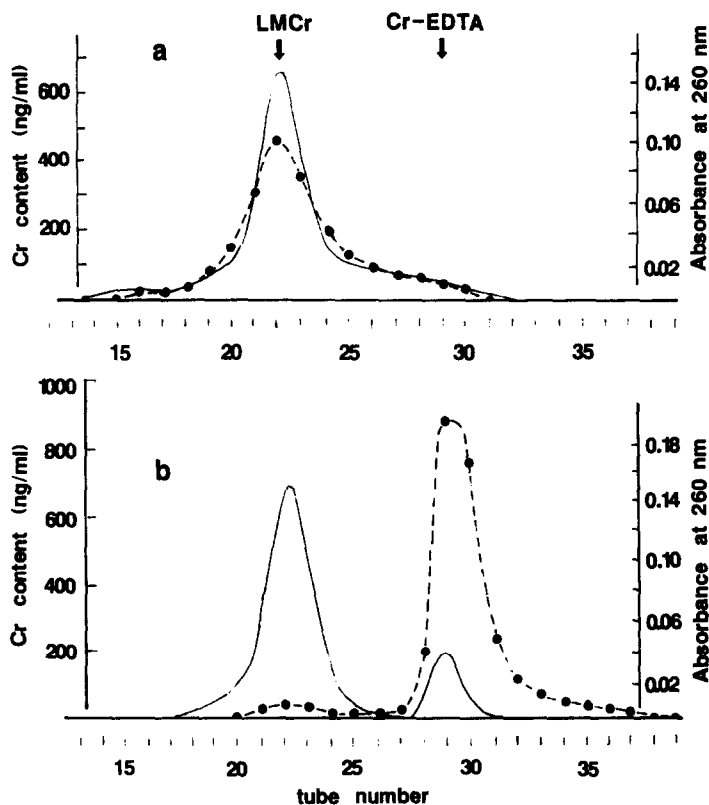 LMCr Cr-EDTA
a
Cr content (ng/ml)
600
400
200
0.14
0.10
0.06
0.02
Absorbance at 260 nm
15 20 25 30 35
b
Cr content (ng/ml)
1000
800
600
400
200
0.18
0.14
0.10
0.06
0.02
Absorbance at 260 nm
15 20 25 30 35
tube number